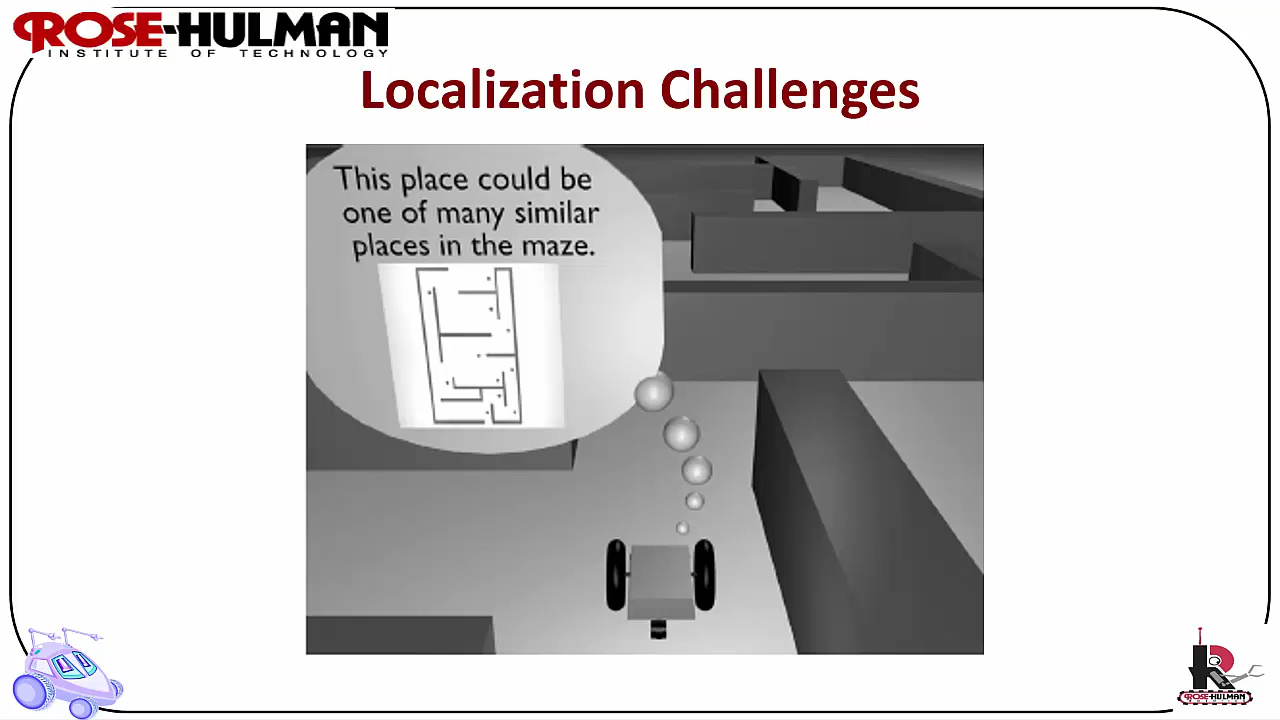 ROSE-HULMAN
INSTITUTE OF TECHNOLOGY
Localization Challenges
This place could be
one of many similar
places in the maze.
R
ROSE-HULMAN